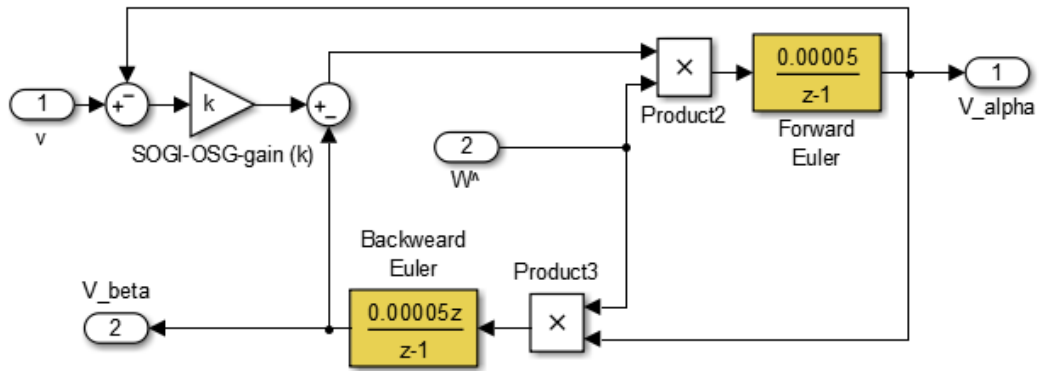 1
v
+
−
k
SOGI-OSG-gain (k)
+
−
×
Product2
0.00005
z-1
Forward
Euler
1
V_alpha
2
W^
Backweard
Euler
0.00005z
z-1
Product3
×
V_beta
2